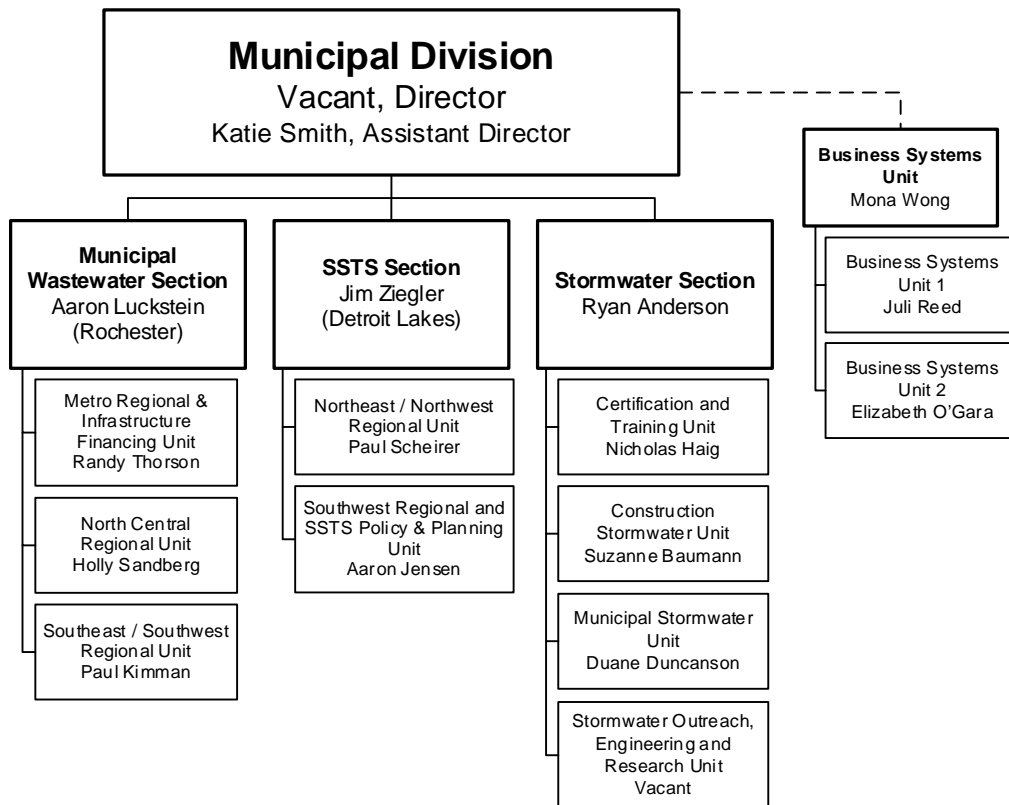 Municipal Division
Vacant, Director
Katie Smith, Assistant Director
Business Systems
Unit
Mona Wong
Business Systems
Unit 1
Juli Reed
Business Systems
Unit 2
Elizabeth O'Gara
Municipal
Wastewater Section
Aaron Luckstein
(Rochester)
Metro Regional &
Infrastructure
Financing Unit
Randy Thorson
North Central
Regional Unit
Holly Sandberg
Southeast / Southwest
Regional Unit
Paul Kimman
SSTS Section
Jim Ziegler
(Detroit Lakes)
Northeast / Northwest
Regional Unit
Paul Scheirer
Southwest Regional and
SSTS Policy & Planning
Unit
Aaron Jensen
Stormwater Section
Ryan Anderson
Certification and
Training Unit
Nicholas Haig
Construction
Stormwater Unit
Suzanne Baumann
Municipal Stormwater
Unit
Duane Duncanson
Stormwater Outreach,
Engineering and
Research Unit
Vacant